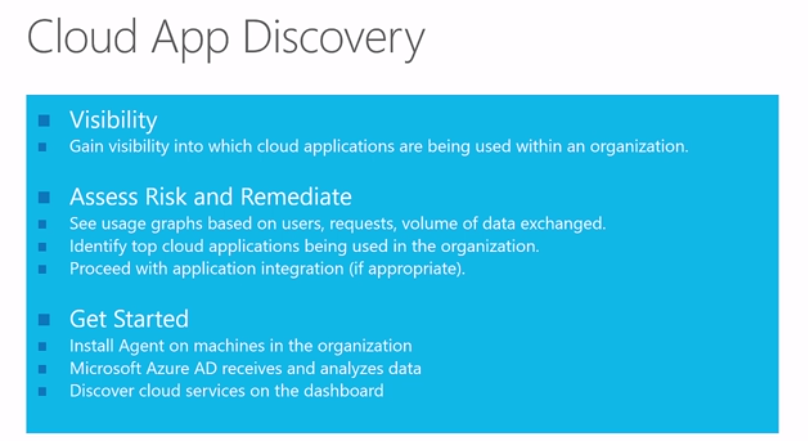 Cloud App Discovery
Visibility
Gain visibility into which cloud applications are being used within an organization.
Assess Risk and Remediate
See usage graphs based on users, requests, volume of data exchanged.
Identify top cloud applications being used in the organization.
Proceed with application integration (if appropriate).
Get Started
Install Agent on machines in the organization
Microsoft Azure AD receives and analyzes data
Discover cloud services on the dashboard